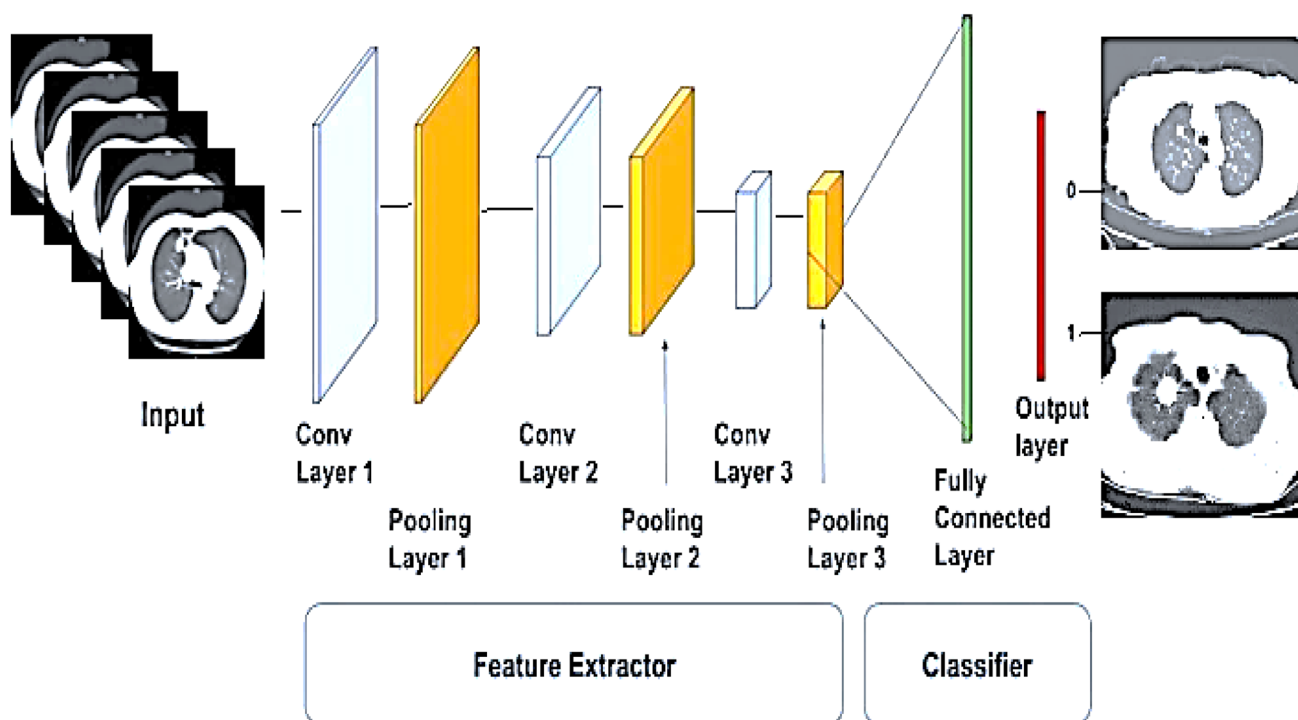 Input
Conv
Layer 1
Pooling
Layer 1
Conv
Layer 2
Pooling
Layer 2
Conv
Layer 3
Pooling
Layer 3
Fully
Connected
Layer
Output
layer
0
1
Feature Extractor
Classifier